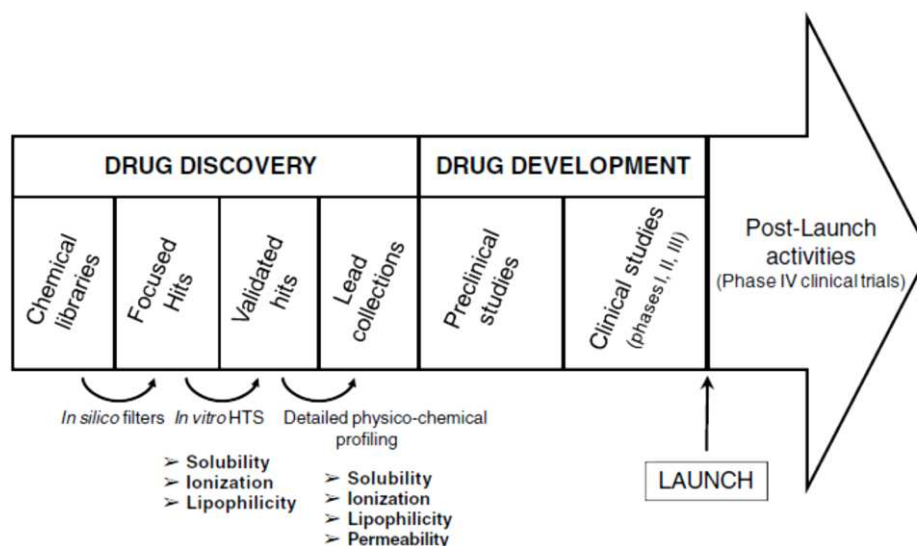 DRUG DISCOVERY
DRUG DEVELOPMENT
Chemical
libraries
Focused
Hits
Validated
hits
Lead
collections
Preclinical
studies
Clinical studies
(phases I, II, III)
Post-Launch
activities
(Phase IV clinical trials)
In silico filters
In vitro HTS
Detailed physico-chemical
profiling
➢ Solubility
➢ Ionization
➢ Lipophilicity
➢ Solubility
➢ Ionization
➢ Lipophilicity
➢ Permeability
LAUNCH